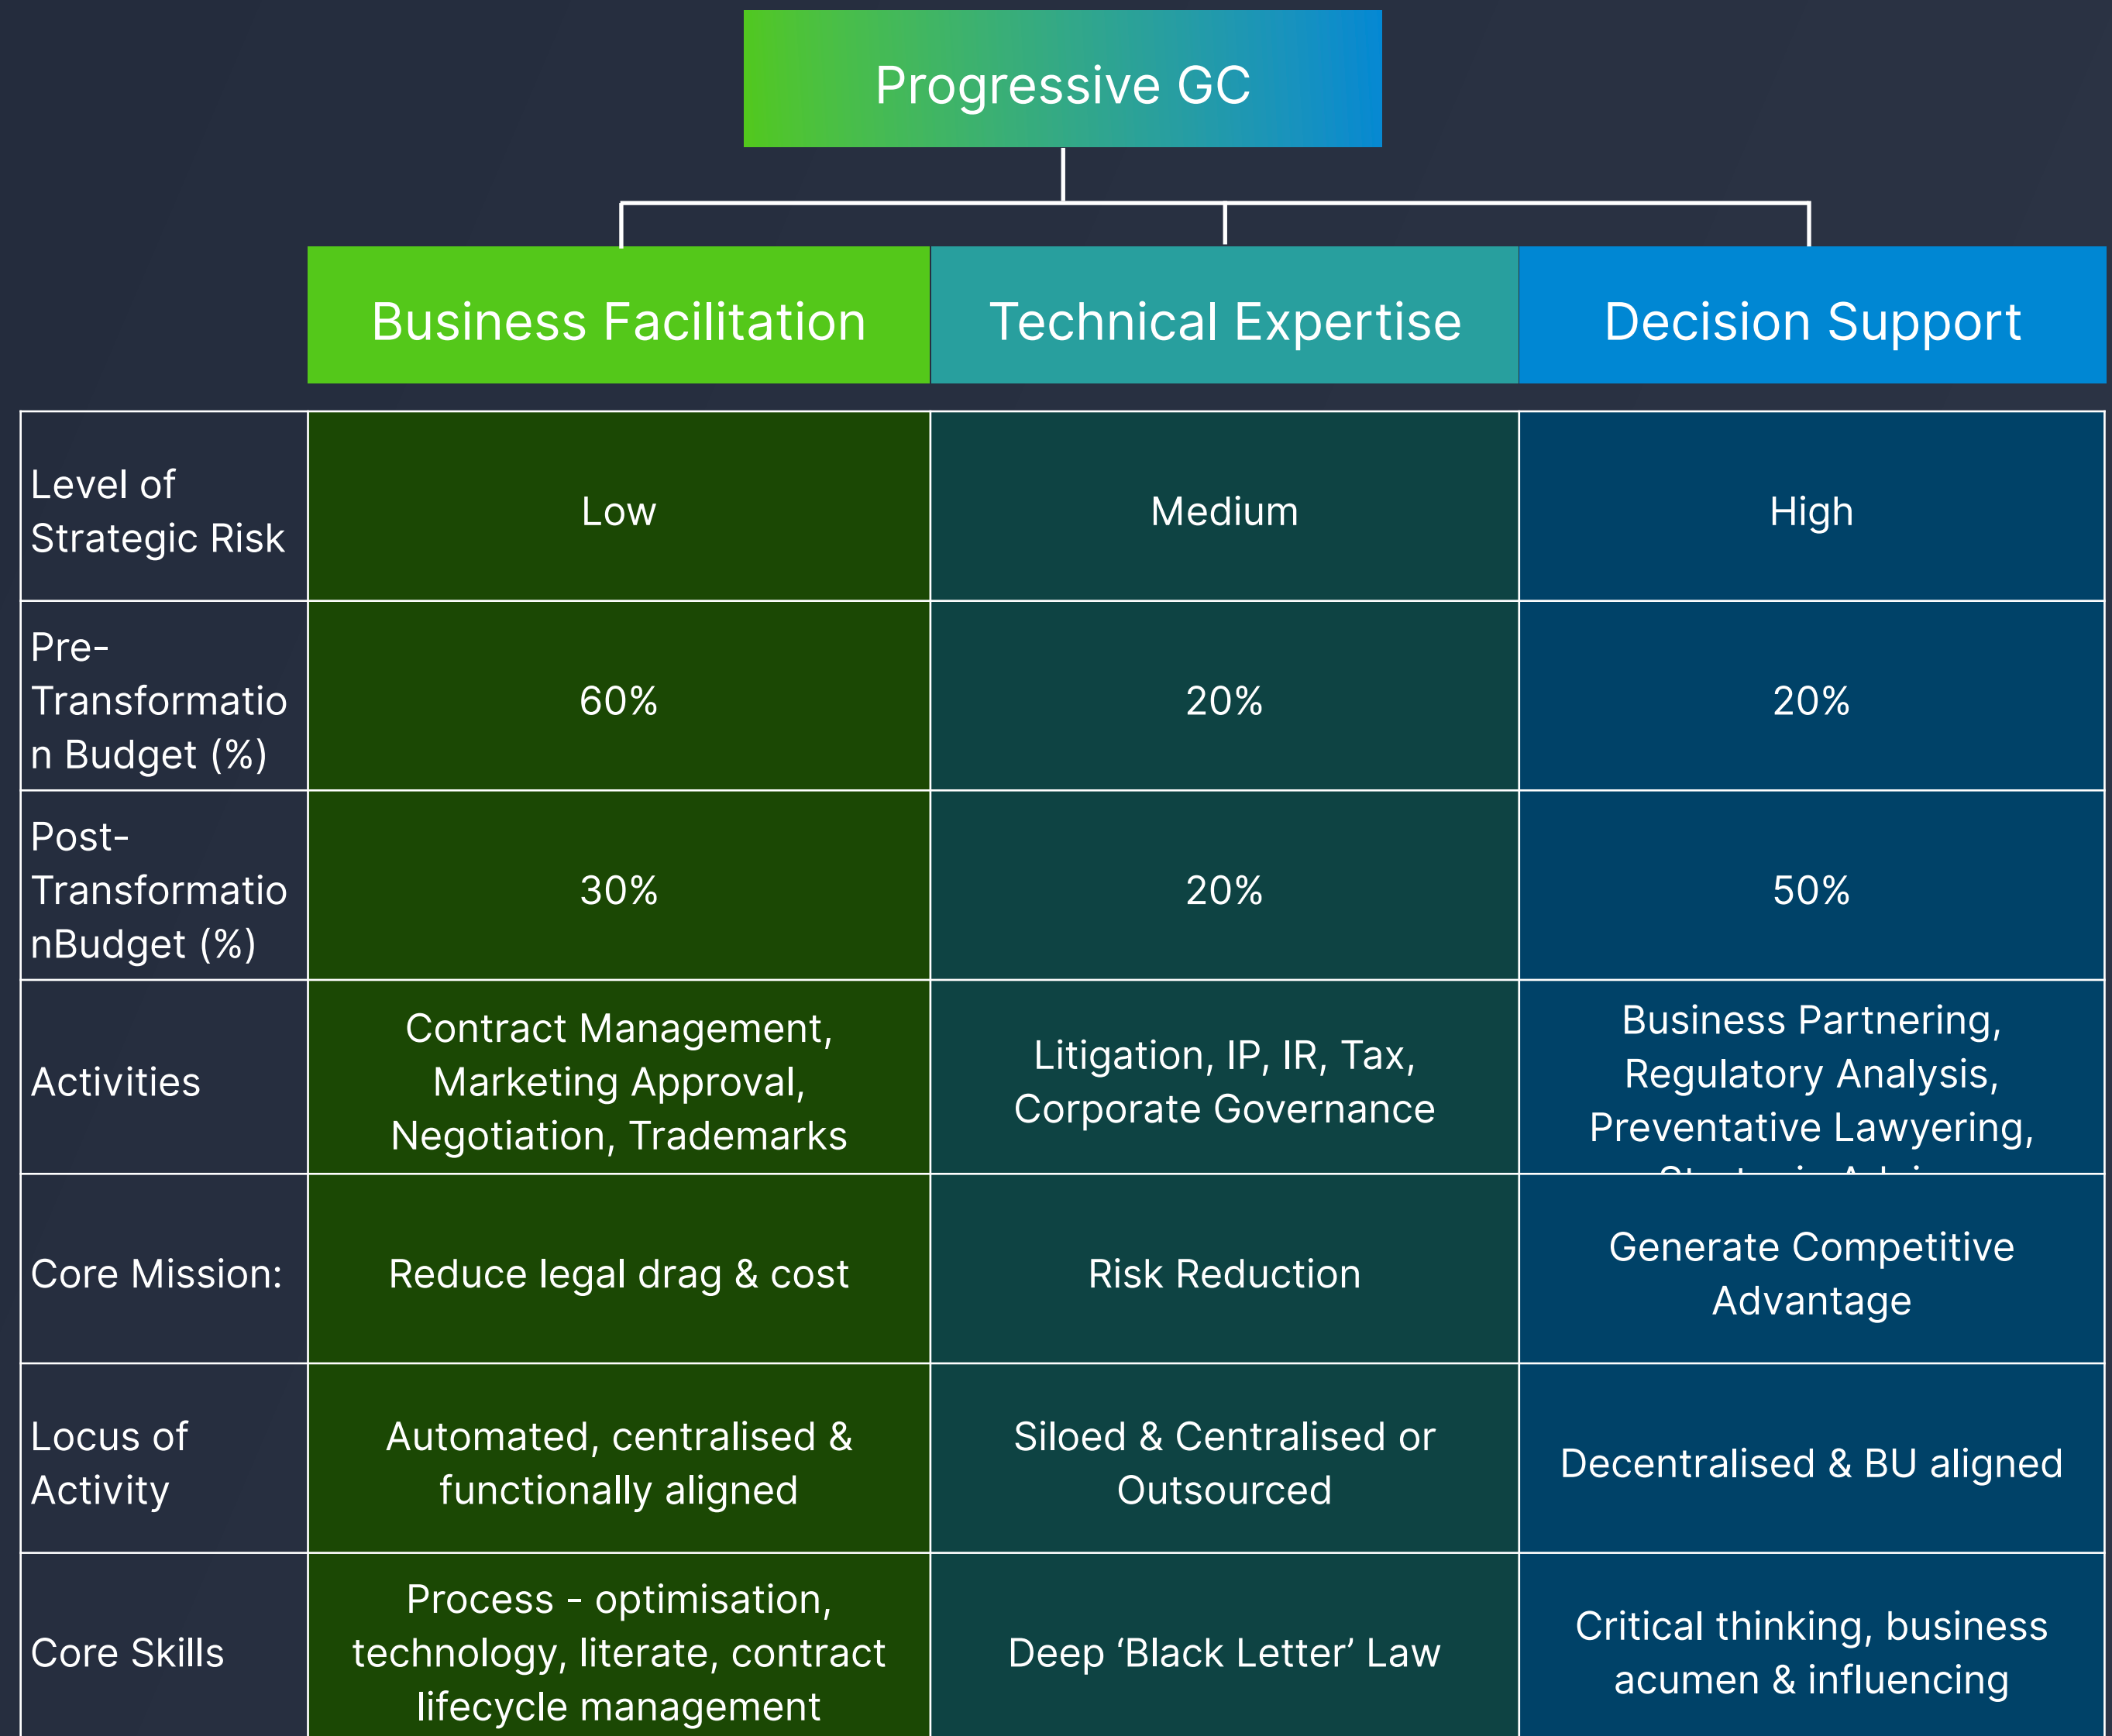 Progressive GC
Business Facilitation
Technical Expertise
Decision Support
Level of
Strategic Risk
Low
Medium
High
Pre-
Transformatio
n Budget (%)
60%
20%
20%
Post-
Transformatio
nBudget (%)
30%
20%
50%
Activities
Contract Management,
Marketing Approval,
Negotiation, Trademarks
Litigation, IP, IR, Tax,
Corporate Governance
Business Partnering,
Regulatory Analysis,
Preventative Lawyering,
Core Mission:
Reduce legal drag & cost
Risk Reduction
Generate Competitive
Advantage
Locus of
Activity
Automated, centralised &
functionally aligned
Siloed & Centralised or
Outsourced
Decentralised & BU aligned
Core Skills
Process - optimisation,
technology, literate, contract
lifecycle management
Deep ‘Black Letter’ Law
Critical thinking, business
acumen & influencing